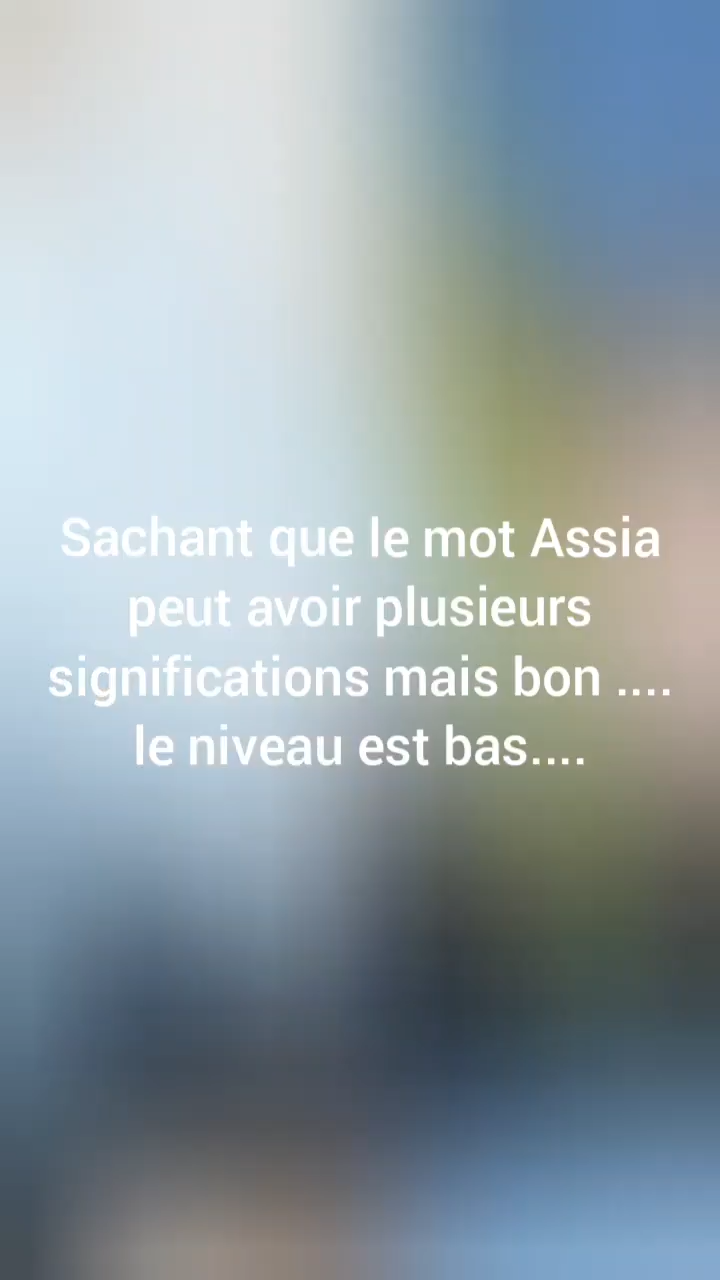 Sachant que le mot Assia
peut avoir plusieurs
significations mais bon ....
le niveau est bas....